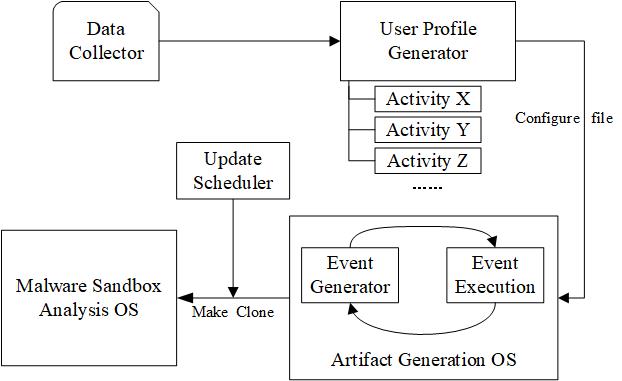 Data
Collector
User Profile
Generator
Activity X
Activity Y
Activity Z
......
Configure file
Update
Scheduler
Malware Sandbox
Analysis OS
Make Clone
Event
Generator
Event
Execution
Artifact Generation OS